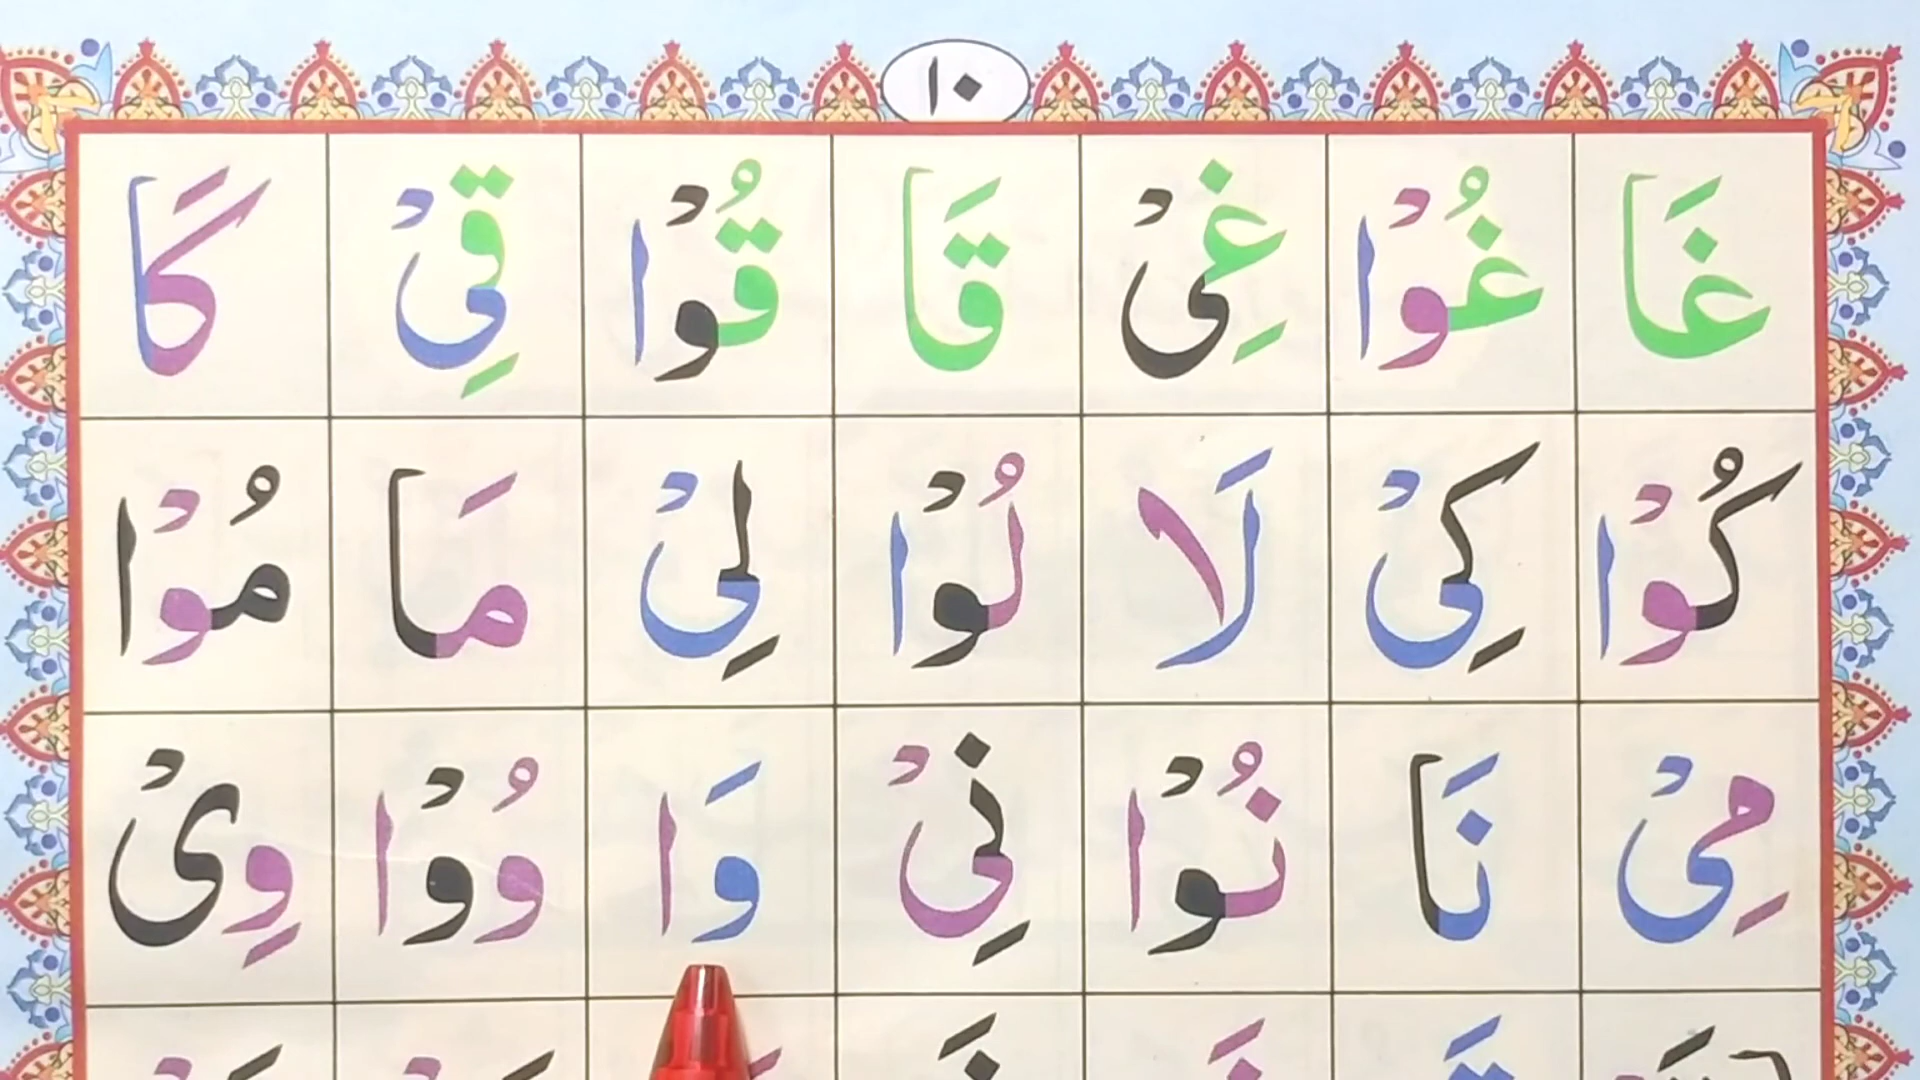 ١٠
غَا غُوْا غِیْ قَا قُوْا قِیْ كَا
كُوْا كِیْ لَا لُوْا لِیْ مَا مُوْا
مِیْ نَا نُوْا نِیْ وَا وُوْا وِیْ